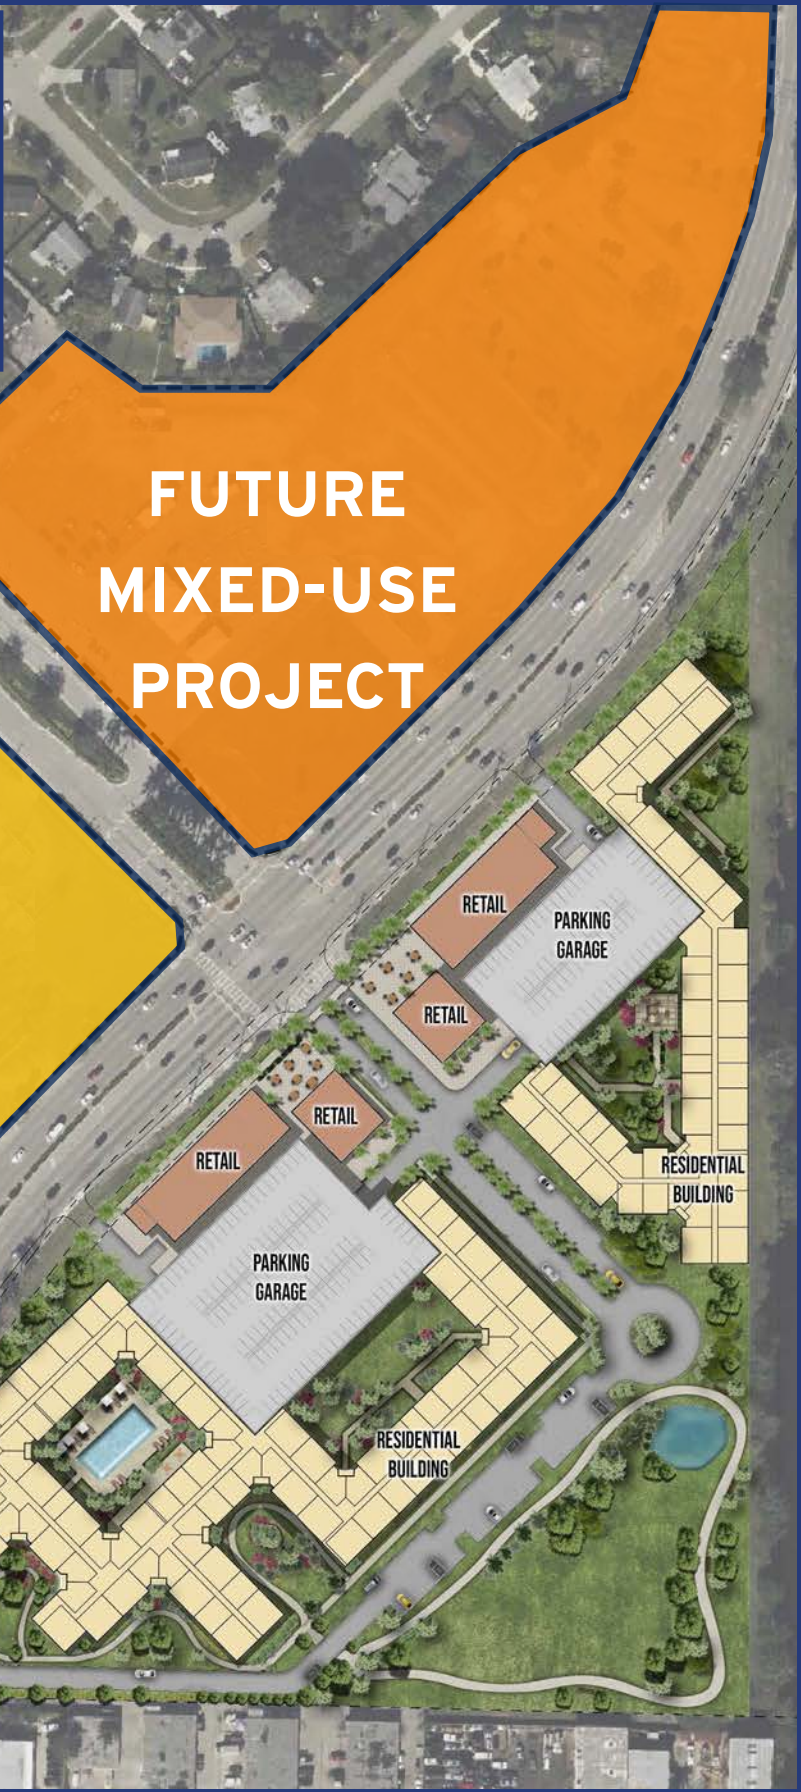 FUTURE
MIXED-USE
PROJECT
RETAIL
PARKING
GARAGE
RETAIL
RETAIL
RETAIL
RESIDENTIAL
BUILDING
PARKING
GARAGE
RESIDENTIAL
BUILDING